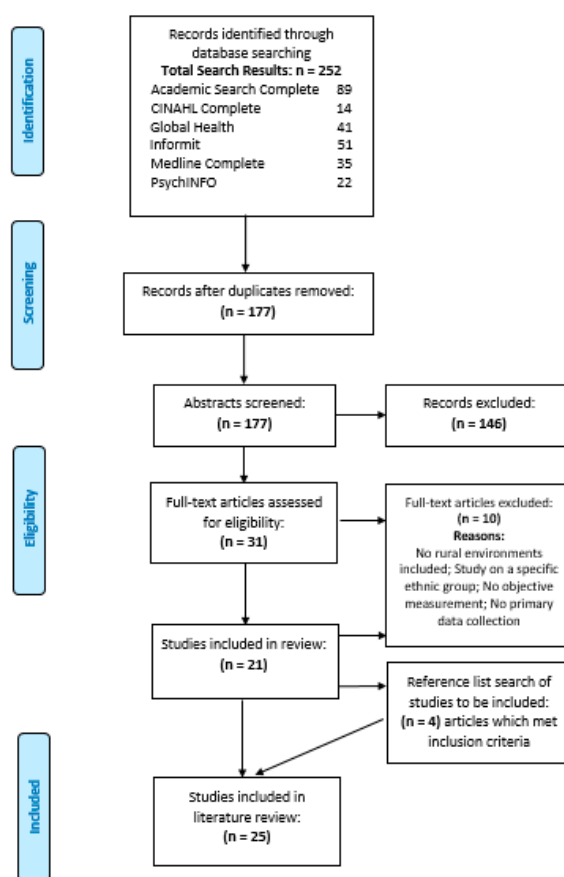 Identification
Records identified through
database searching
Total Search Results: n = 252
Academic Search Complete 89
CINAHL Complete 14
Global Health 41
Informit 51
Medline Complete 35
PsychINFO 22
Screening
Records after duplicates removed:
(n = 177)
Abstracts screened:
(n = 177)
Records excluded:
(n = 146)
Eligibility
Full-text articles assessed
for eligibility:
(n = 31)
Full-text articles excluded:
(n = 10)
Reasons:
No rural environments
included; Study on a specific
ethnic group; No objective
measurement; No primary
data collection
Studies included in review:
(n = 21)
Reference list search of
studies to be included:
(n = 4) articles which met
inclusion criteria
Included
Studies included in
literature review:
(n = 25)